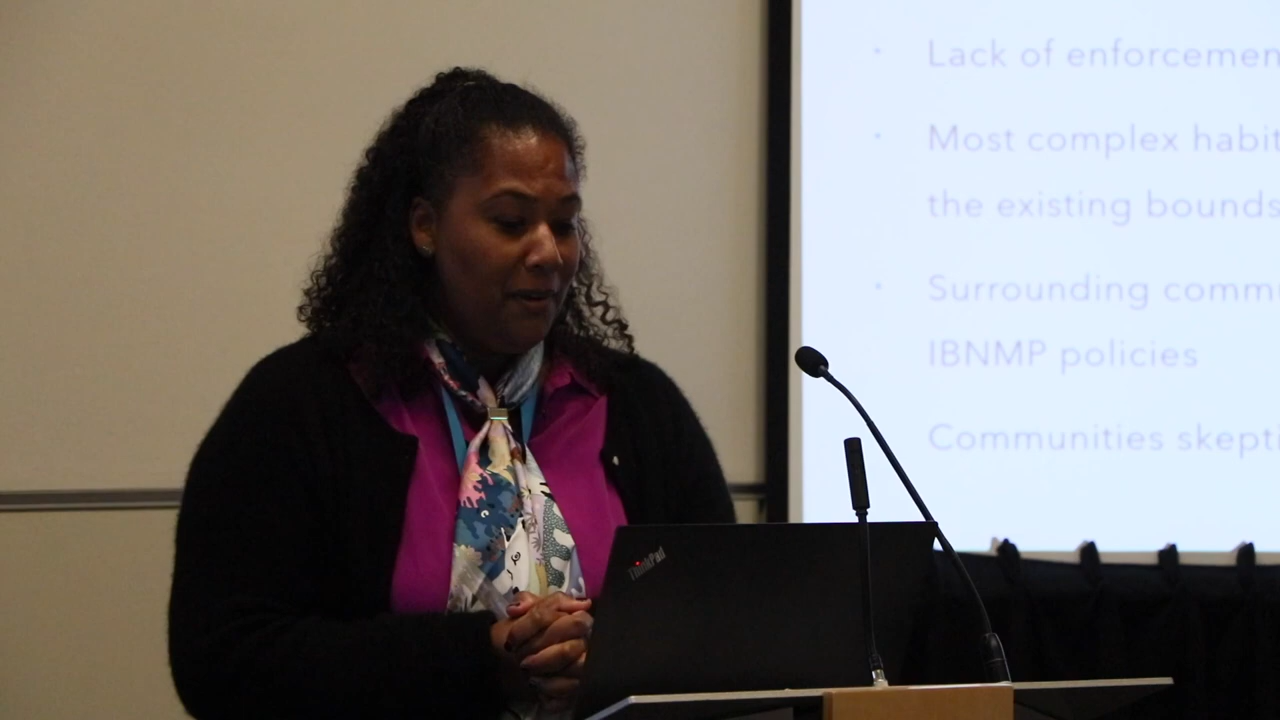 Lack of enforcemen
Most complex habit
the existing bounds
Surrounding commu
IBNMP policies
Communities skepti
ThinkPad